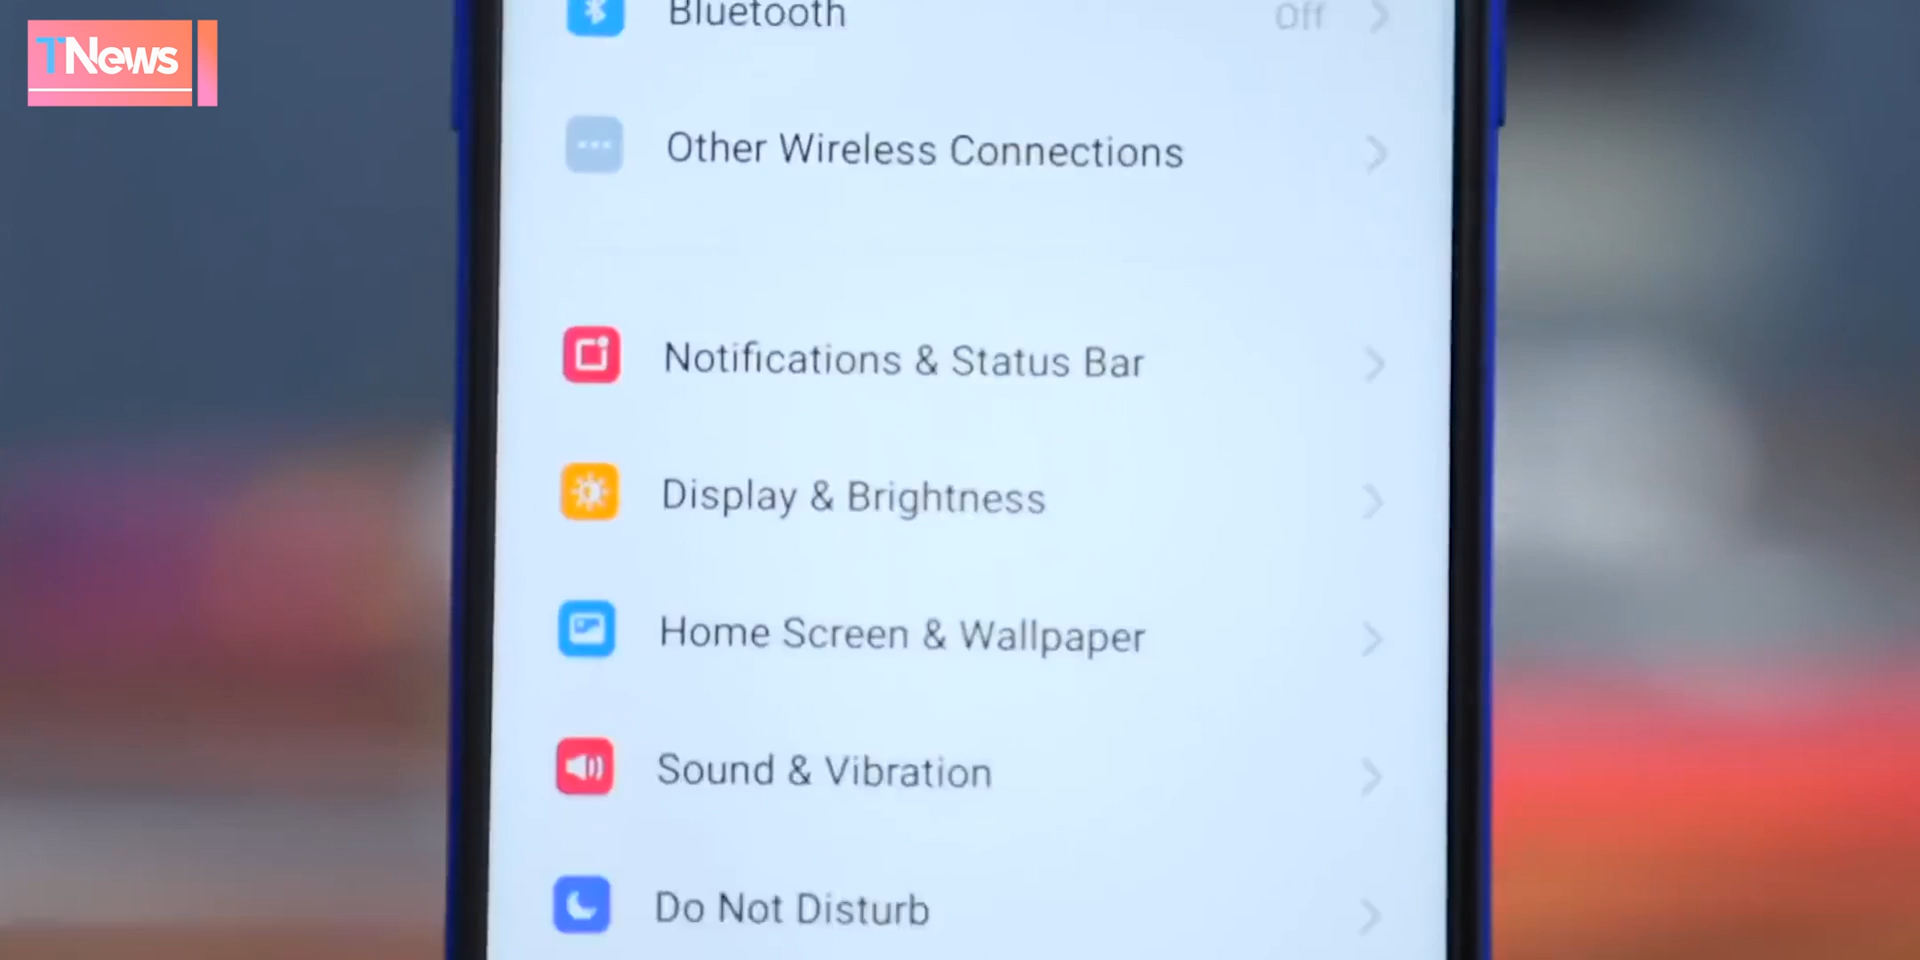 TNews
Bluetooth Off
Other Wireless Connections
Notifications & Status Bar
Display & Brightness
Home Screen & Wallpaper
Sound & Vibration
Do Not Disturb